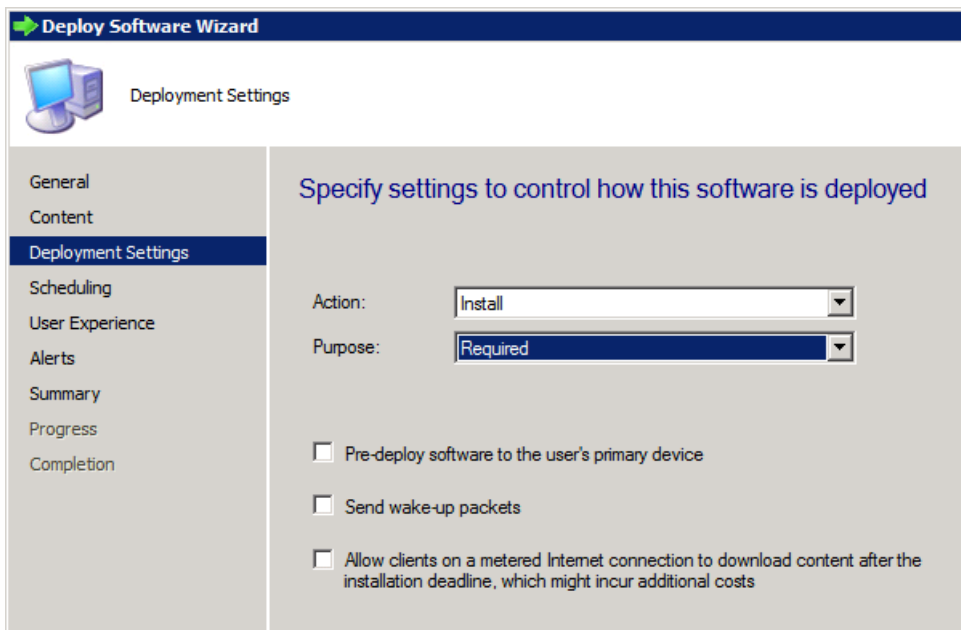 Deploy Software Wizard
Deployment Settings
General
Content
Deployment Settings
Scheduling
User Experience
Alerts
Summary
Progress
Completion
Specify settings to control how this software is deployed
Action: Install
Purpose: Required
Pre-deploy software to the user's primary device
Send wake-up packets
Allow clients on a metered Internet connection to download content after the
installation deadline, which might incur additional costs